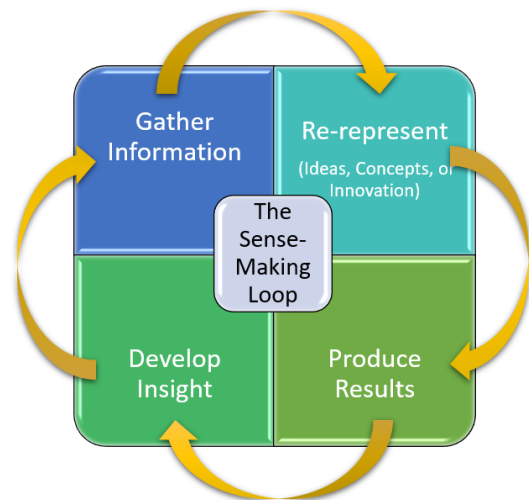 Gather
Information
Re-represent
(Ideas, Concepts, or
Innovation)
The
Sense-
Making
Loop
Develop
Insight
Produce
Results